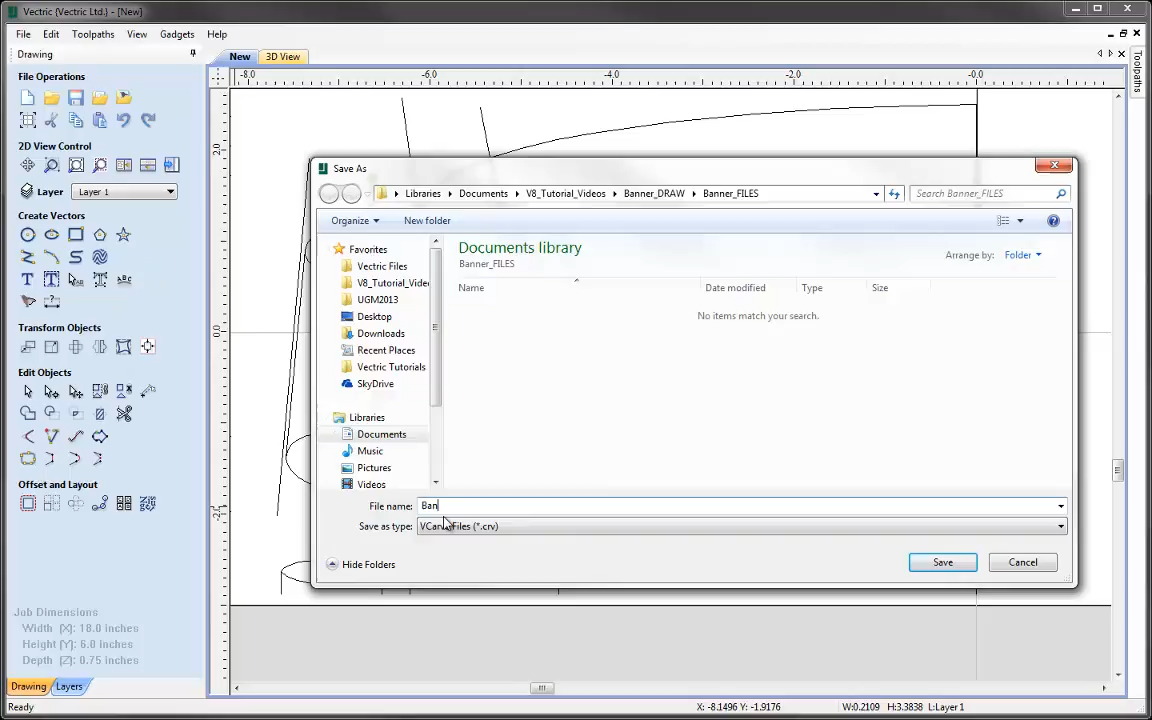 Vectric {Vectric Ltd.} - [New]
File Edit Toolpaths View Gadgets Help
Drawing
New 3D View
File Operations
2D View Control
Layer Layer 1
Create Vectors
Transform Objects
Edit Objects
Offset and Layout
Job Dimensions
Width (X): 18.0 inches
Height (Y): 6.0 inches
Depth (Z): 0.75 inches
Drawing Layers
Ready
-8.0 -6.0 -4.0 -2.0 -0.0
2.0
0.0
-2.0
Toolpaths
Save As
Libraries Documents V8_Tutorial_Videos Banner_DRAW Banner_FILES
Search Banner_FILES
Organize New folder
Favorites
Vectric Files
V8_Tutorial_Vide
UGM2013
Desktop
Downloads
Recent Places
Vectric Tutorials
SkyDrive
Libraries
Documents
Music
Pictures
Videos
Documents library
Banner_FILES
Arrange by: Folder
Name Date modified Type Size
No items match your search.
File name: Ban
Save as type: VCarve Files (*.crv)
Hide Folders
Save Cancel
X: -8.1496 Y: -1.9176
W:0.2109 H:3.3838 L:Layer 1